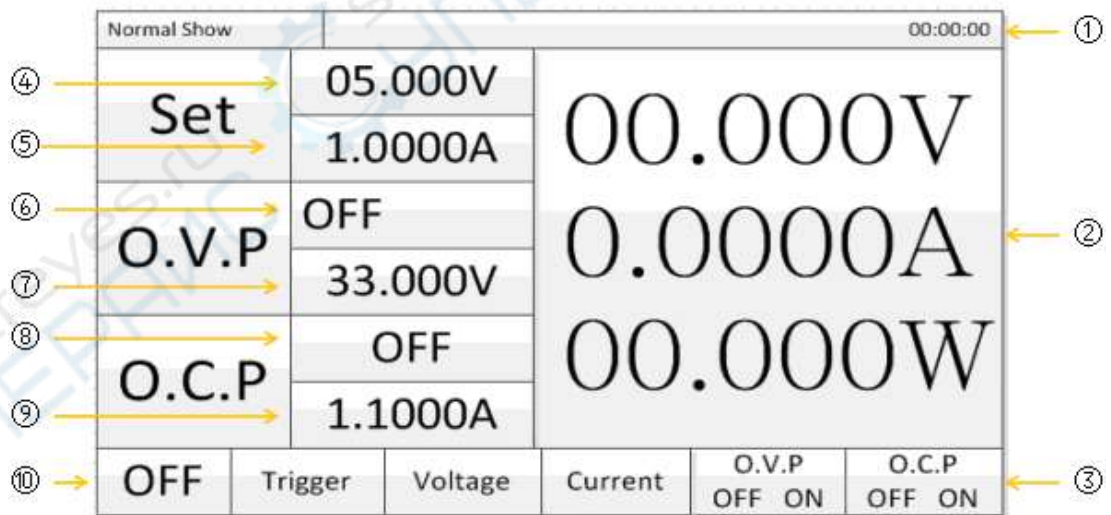 Normal Show 00:00:00 ①
④ 05.000V
Set
⑤ 1.0000A
00.000V
⑥ OFF
O.V.P
0.0000A ②
⑦ 33.000V
⑧ OFF
O.C.P
00.000W
⑨ 1.1000A
⑩ OFF Trigger Voltage Current O.V.P O.C.P ③
OFF ON OFF ON